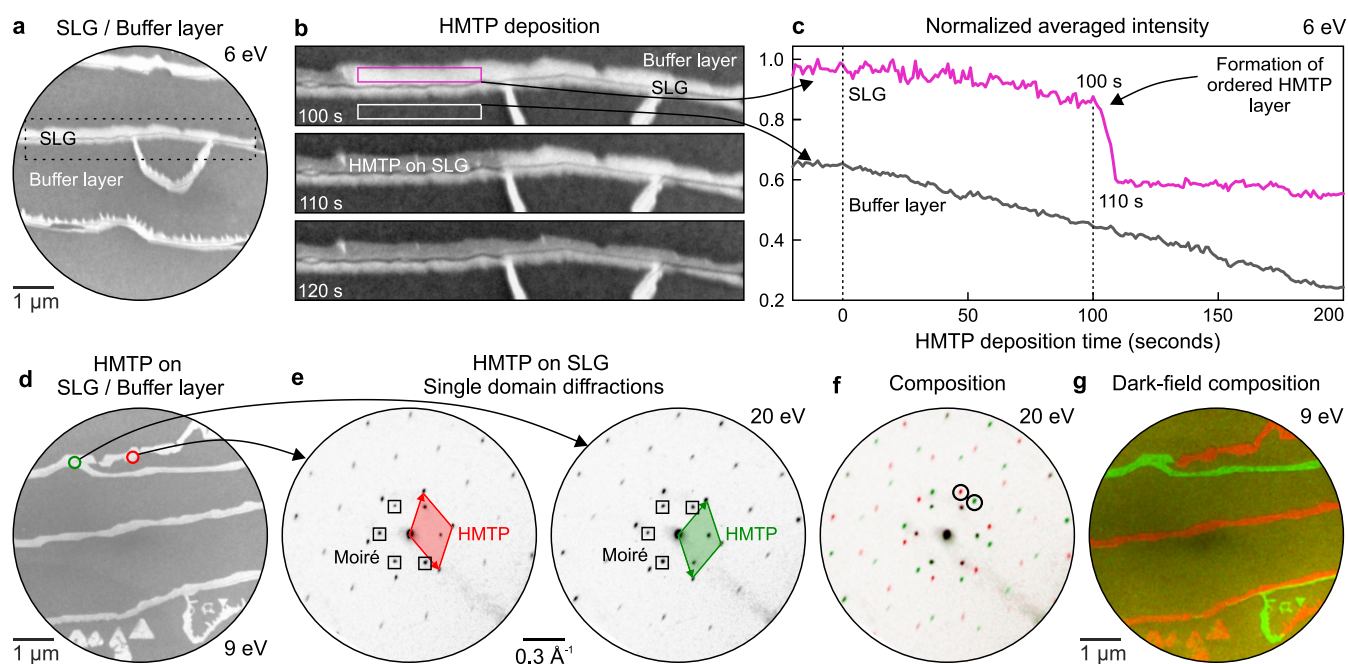 a SLG / Buffer layer
6 eV
SLG
Buffer layer
1 µm
b HMTP deposition
Buffer layer
SLG
100 s
HMTP on SLG
110 s
120 s
c Normalized averaged intensity 6 eV
1.0
0.8
0.6
0.4
0.2
SLG
100 s
Formation of
ordered HMTP
layer
110 s
Buffer layer
0 50 100 150 200
HMTP deposition time (seconds)
d HMTP on
SLG / Buffer layer
1 µm
9 eV
e HMTP on SLG
Single domain diffractions
20 eV
HMTP
Moiré
HMTP
Moiré
0.3 Å⁻¹
f Composition
20 eV
g Dark-field composition
9 eV
1 µm